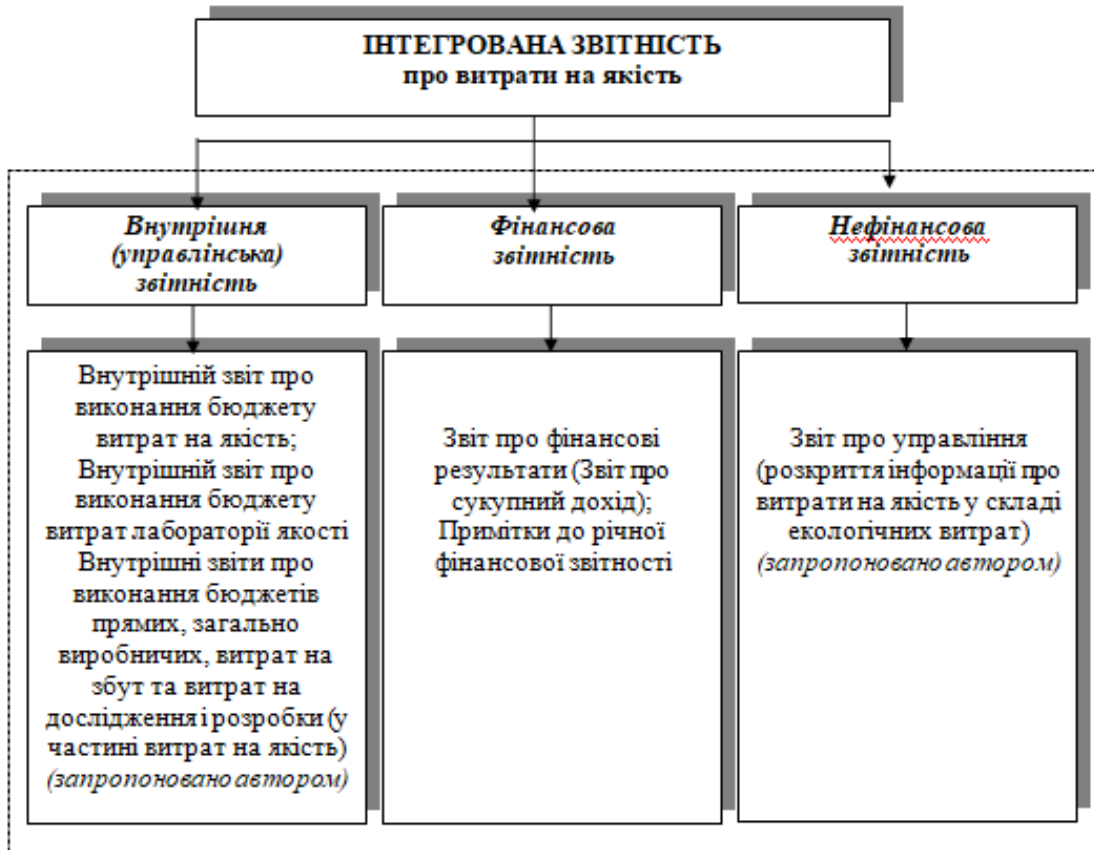 ІНТЕГРОВАНА ЗВІТНІСТЬ
про витрати на якість
Внутрішня
(управлінська)
звітність
Фінансова
звітність
Нефінансова
звітність
Внутрішній звіт про
виконання бюджету
витрат на якість;
Внутрішній звіт про
виконання бюджету
витрат лабораторії якості
Внутрішні звіти про
виконання бюджетів
прямих, загально
виробничих, витрат на
збут та витрат на
дослідження і розробки (у
частині витрат на якість)
(запропоновано автором)
Звіт про фінансові
результати (Звіт про
сукупний дохід);
Примітки до річної
фінансової звітності
Звіт про управління
(розкриття інформації про
витрати на якість у складі
екологічних витрат)
(запропоновано автором)